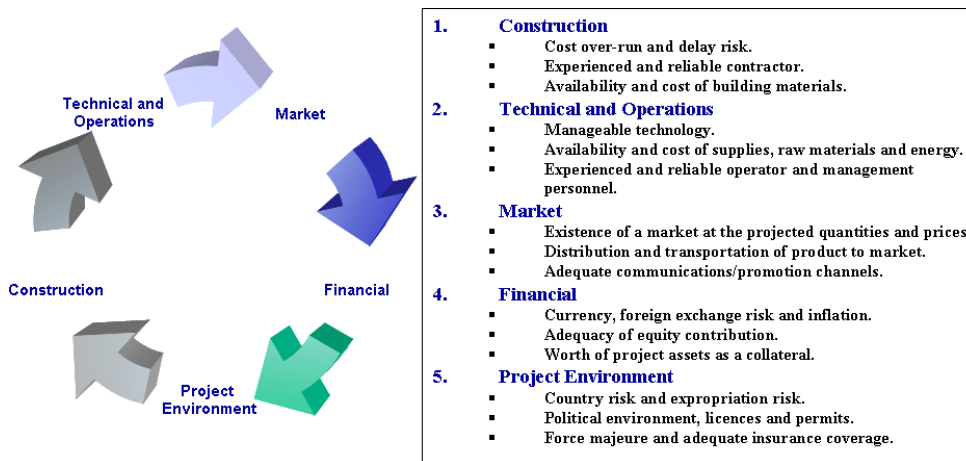 Technical and
Operations
Market
Construction
Financial
Project
Environment
1. Construction
▪ Cost over-run and delay risk.
▪ Experienced and reliable contractor.
▪ Availability and cost of building materials.
2. Technical and Operations
▪ Manageable technology.
▪ Availability and cost of supplies, raw materials and energy.
▪ Experienced and reliable operator and management
personnel.
3. Market
▪ Existence of a market at the projected quantities and prices
▪ Distribution and transportation of product to market.
▪ Adequate communications/promotion channels.
4. Financial
▪ Currency, foreign exchange risk and inflation.
▪ Adequacy of equity contribution.
▪ Worth of project assets as a collateral.
5. Project Environment
▪ Country risk and expropriation risk.
▪ Political environment, licences and permits.
▪ Force majeure and adequate insurance coverage.